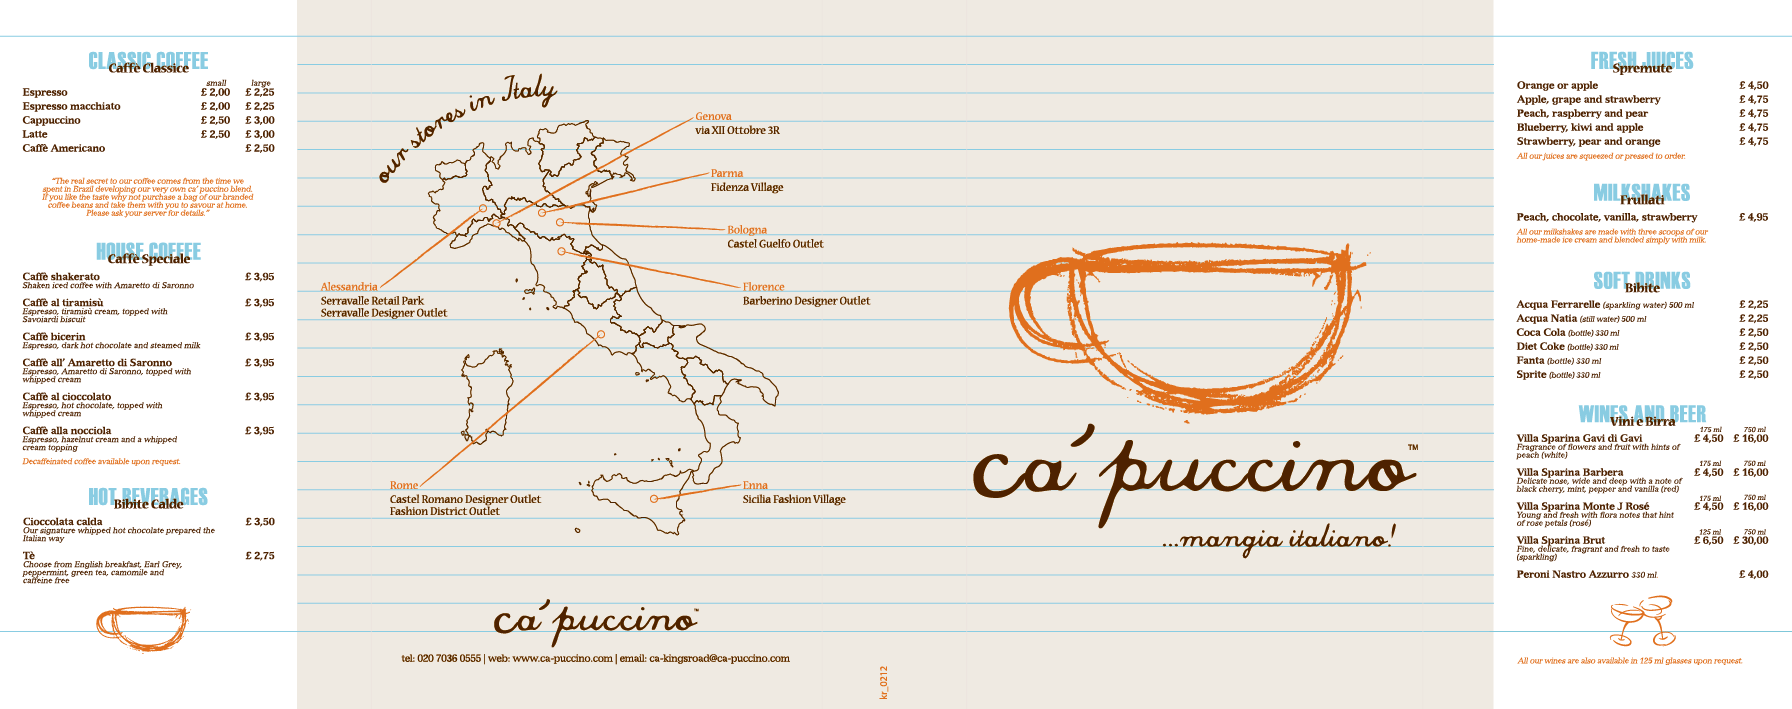 CLASSIC COFFEE
Caffè Classice
small large
Espresso £ 2,00 £ 2,25
Espresso macchiato £ 2,00 £ 2,25
Cappuccino £ 2,50 £ 3,00
Latte £ 2,50 £ 3,00
Caffè Americano £ 2,50
"The real secret to our coffee comes from the time we
spent in Brazil developing our very own ca' puccino blend.
If you like the taste why not purchase a bag of our branded
coffee beans and take them with you to savour at home.
Please ask your server for details."
HOUSE COFFEE
Caffè Speciale
Caffè shakerato £ 3,95
Shaken iced coffee with Amaretto di Saronno
Caffè al tiramisù £ 3,95
Espresso, tiramisù cream, topped with
Savoiardi biscuit
Caffè bicerin £ 3,95
Espresso, dark hot chocolate and steamed milk
Caffè all' Amaretto di Saronno £ 3,95
Espresso, Amaretto di Saronno, topped with
whipped cream
Caffè al cioccolato £ 3,95
Espresso, hot chocolate, topped with
whipped cream
Caffè alla nocciola £ 3,95
Espresso, hazelnut cream and a whipped
cream topping
Decaffeinated coffee available upon request.
HOT BEVERAGES
Bibite Calde
Cioccolata calda £ 3,50
Our signature whipped hot chocolate prepared the
Italian way
Tè £ 2,75
Choose from English breakfast, Earl Grey,
peppermint, green tea, camomile and
caffeine free
our stores in Italy
Genova
via XII Ottobre 3R
Parma
Fidenza Village
Bologna
Castel Guelfo Outlet
Alessandria
Serravalle Retail Park
Serravalle Designer Outlet
Florence
Barberino Designer Outlet
Rome
Castel Romano Designer Outlet
Fashion District Outlet
Enna
Sicilia Fashion Village
ca'puccino™
tel: 020 7036 0555 | web: www.ca-puccino.com | email: ca-kingsroad@ca-puccino.com
kr_0212
ca'puccino™
...mangia italiano!
FRESH JUICES
Spremute
Orange or apple £ 4,50
Apple, grape and strawberry £ 4,75
Peach, raspberry and pear £ 4,75
Blueberry, kiwi and apple £ 4,75
Strawberry, pear and orange £ 4,75
All our juices are squeezed or pressed to order.
MILKSHAKES
Frullati
Peach, chocolate, vanilla, strawberry £ 4,95
All our milkshakes are made with three scoops of our
home-made ice cream and blended simply with milk.
SOFT DRINKS
Bibite
Acqua Ferrarelle (sparkling water) 500 ml £ 2,25
Acqua Natia (still water) 500 ml £ 2,25
Coca Cola (bottle) 330 ml £ 2,50
Diet Coke (bottle) 330 ml £ 2,50
Fanta (bottle) 330 ml £ 2,50
Sprite (bottle) 330 ml £ 2,50
WINES AND BEER
Vini e Birra
175 ml 750 ml
Villa Sparina Gavi di Gavi £ 4,50 £ 16,00
Fragrance of flowers and fruit with hints of
peach (white)
175 ml 750 ml
Villa Sparina Barbera £ 4,50 £ 16,00
Delicate nose, wide and deep with a note of
black cherry, mint, pepper and vanilla (red)
175 ml 750 ml
Villa Sparina Monte J Rosé £ 4,50 £ 16,00
Young and fresh with flora notes that hint
of rose petals (rosé)
125 ml 750 ml
Villa Sparina Brut £ 6,50 £ 30,00
Fine, delicate, fragrant and fresh to taste
(sparkling)
Peroni Nastro Azzurro 330 ml £ 4,00
All our wines are also available in 125 ml glasses upon request.